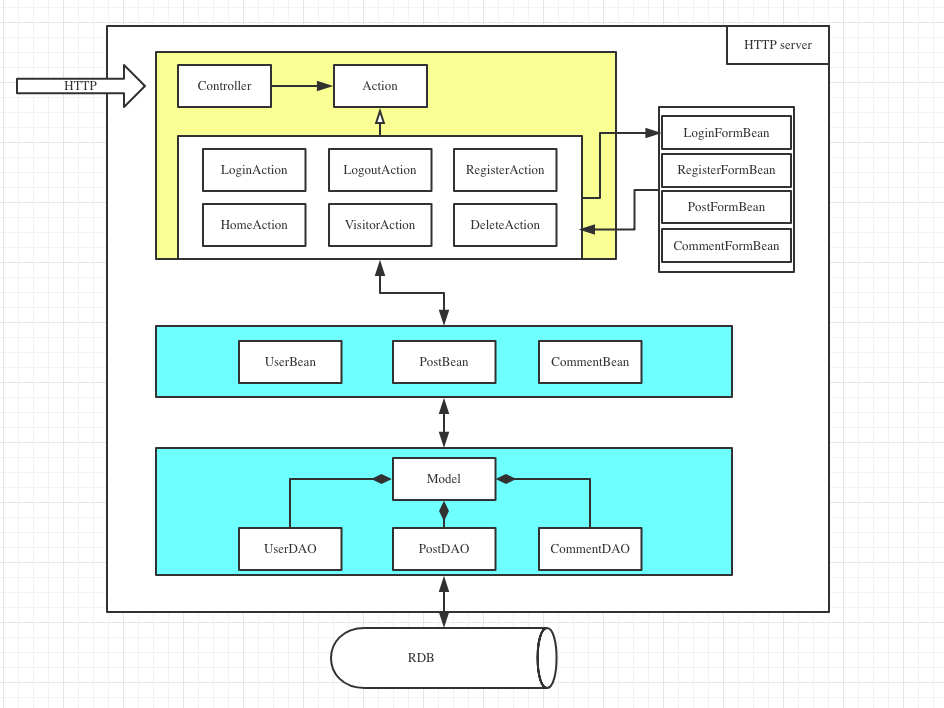 HTTP server
HTTP
Controller
Action
LoginAction
LogoutAction
RegisterAction
HomeAction
VisitorAction
DeleteAction
LoginFormBean
RegisterFormBean
PostFormBean
CommentFormBean
UserBean
PostBean
CommentBean
Model
UserDAO
PostDAO
CommentDAO
RDB